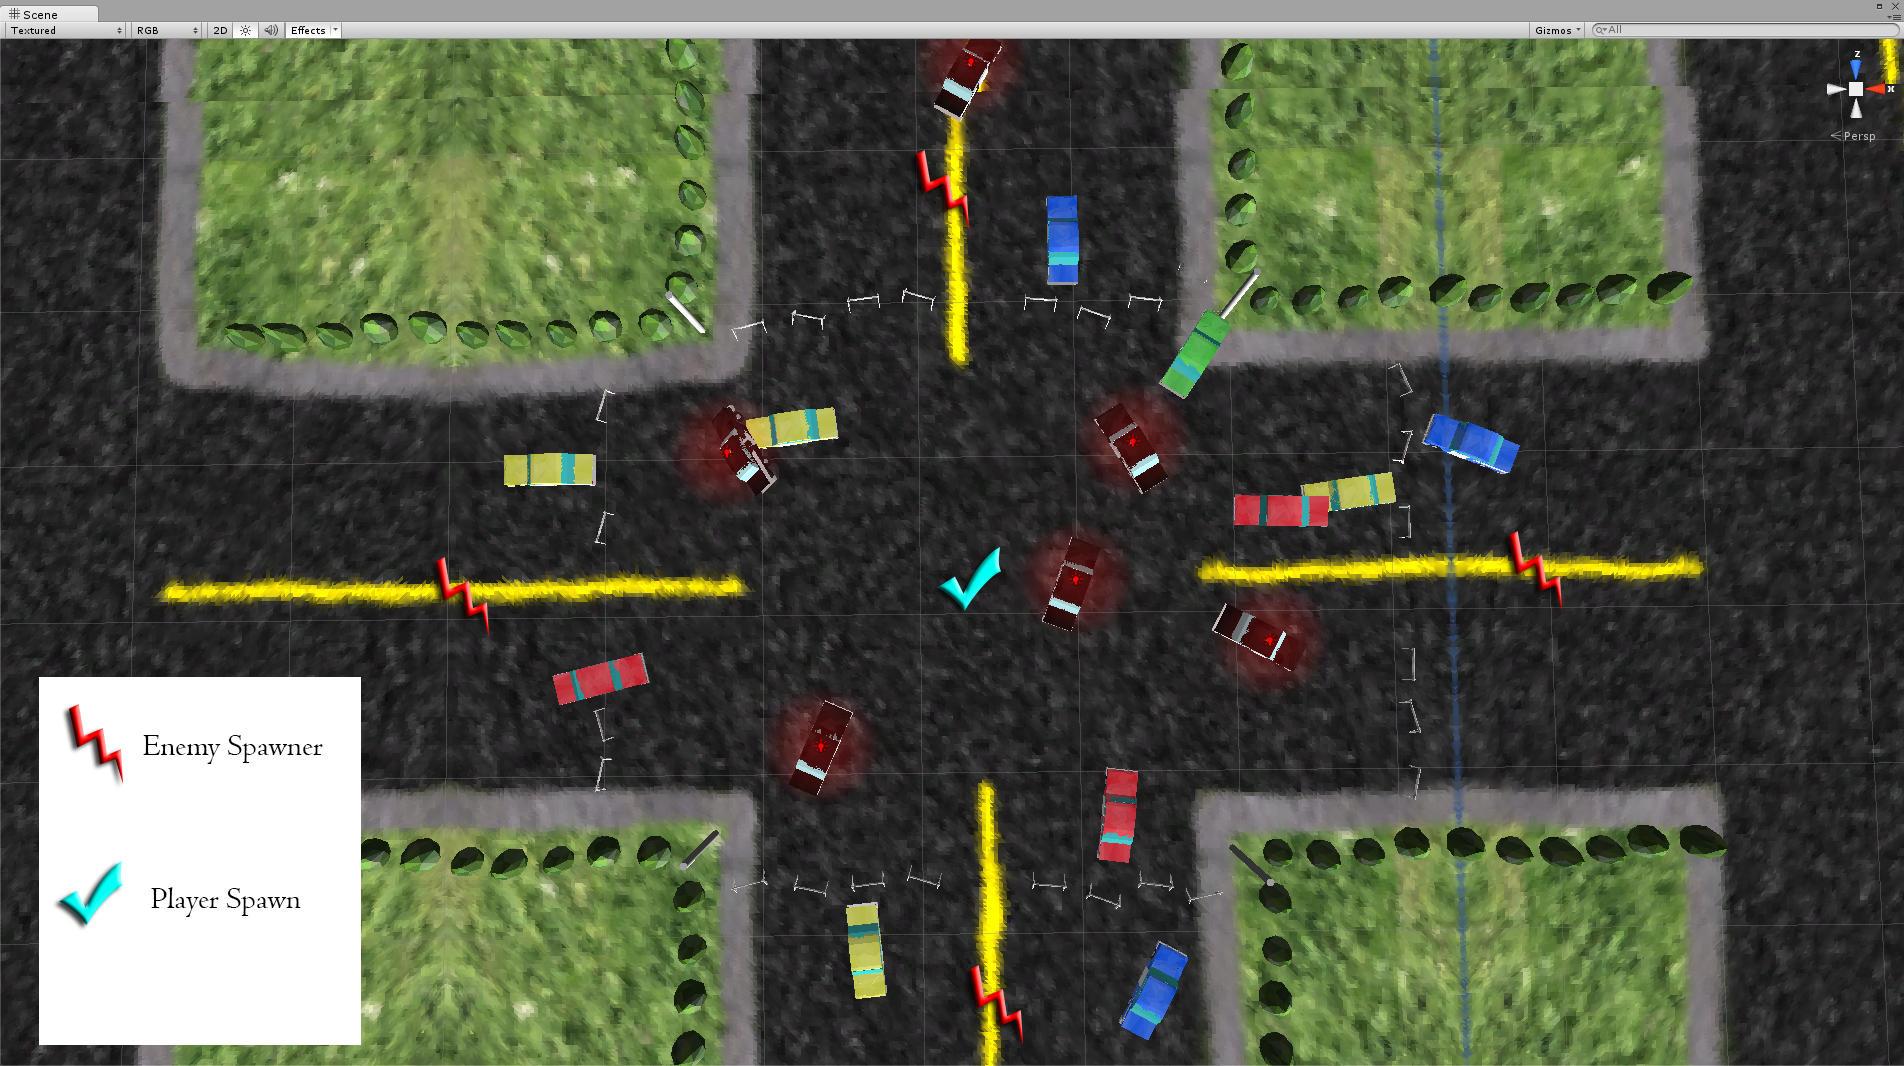 Scene
Textured RGB 2D Effects Gizmos All
z
x
Persp
Enemy Spawner
Player Spawn